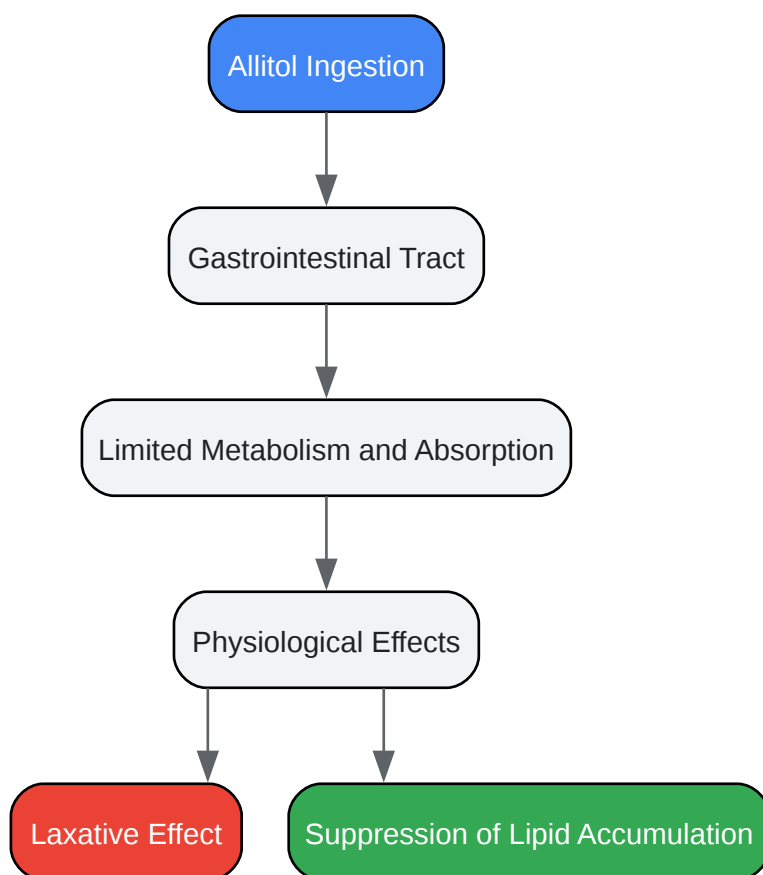 Allitol Ingestion
Gastrointestinal Tract
Limited Metabolism and Absorption
Physiological Effects
Laxative Effect
Suppression of Lipid Accumulation